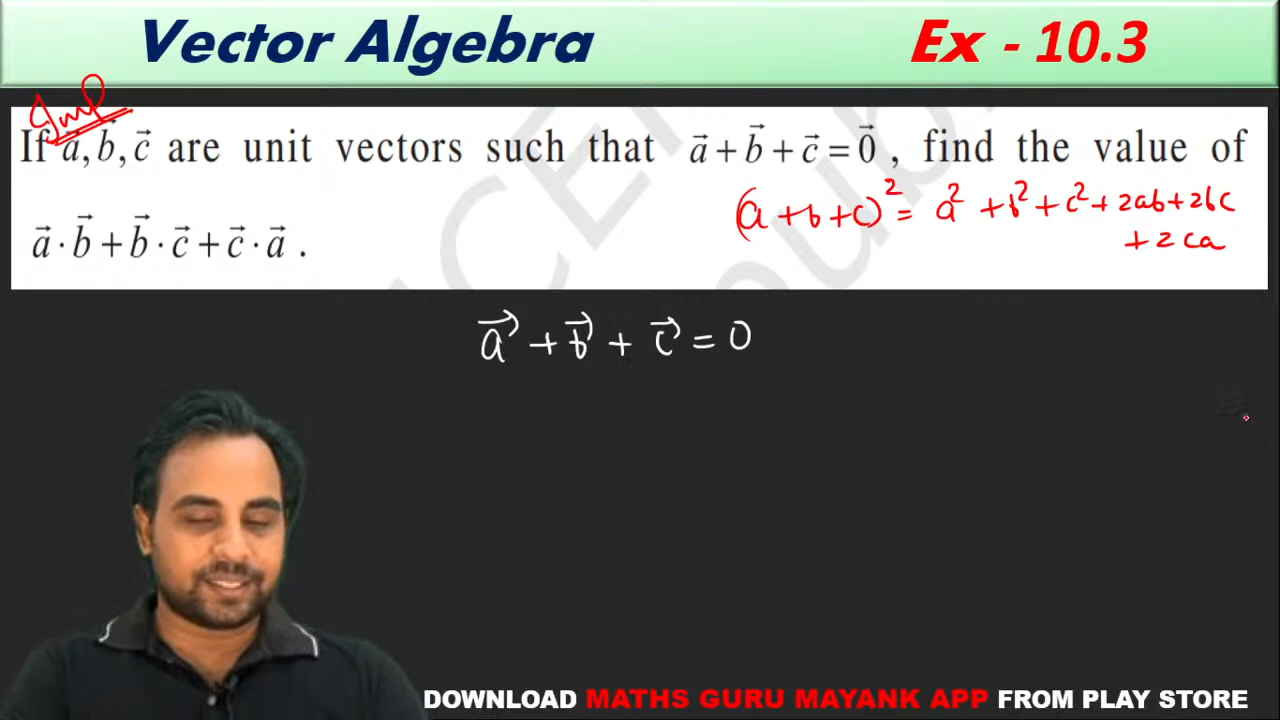 Vector Algebra Ex - 10.3
Imp
If a⃗, b⃗, c⃗ are unit vectors such that a⃗ + b⃗ + c⃗ = 0⃗ , find the value of
(a + b + c)² = a² + b² + c² + 2ab + 2bc
+ 2ca
a⃗ · b⃗ + b⃗ · c⃗ + c⃗ · a⃗ .
a⃗ + b⃗ + c⃗ = 0
DOWNLOAD MATHS GURU MAYANK APP FROM PLAY STORE